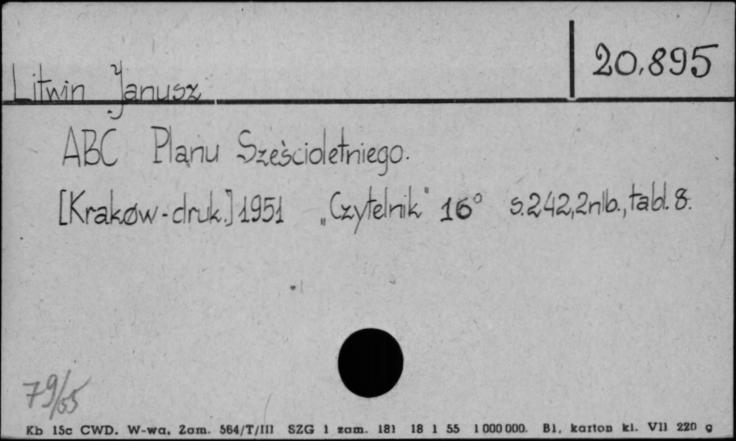 20.895
Litwin Janusz
ABC Planu Sześcioletniego.
[Kraków-druk.] 1951 „Czytelnik" 16° s.242,2nlb.,tabl.8.
79/55
Kb 15c CWD. W-wa. Zam. 564/T/III SZG 1 zam. 181 18 1 55 1 000 000. Bl. karton kl. VII 220 g